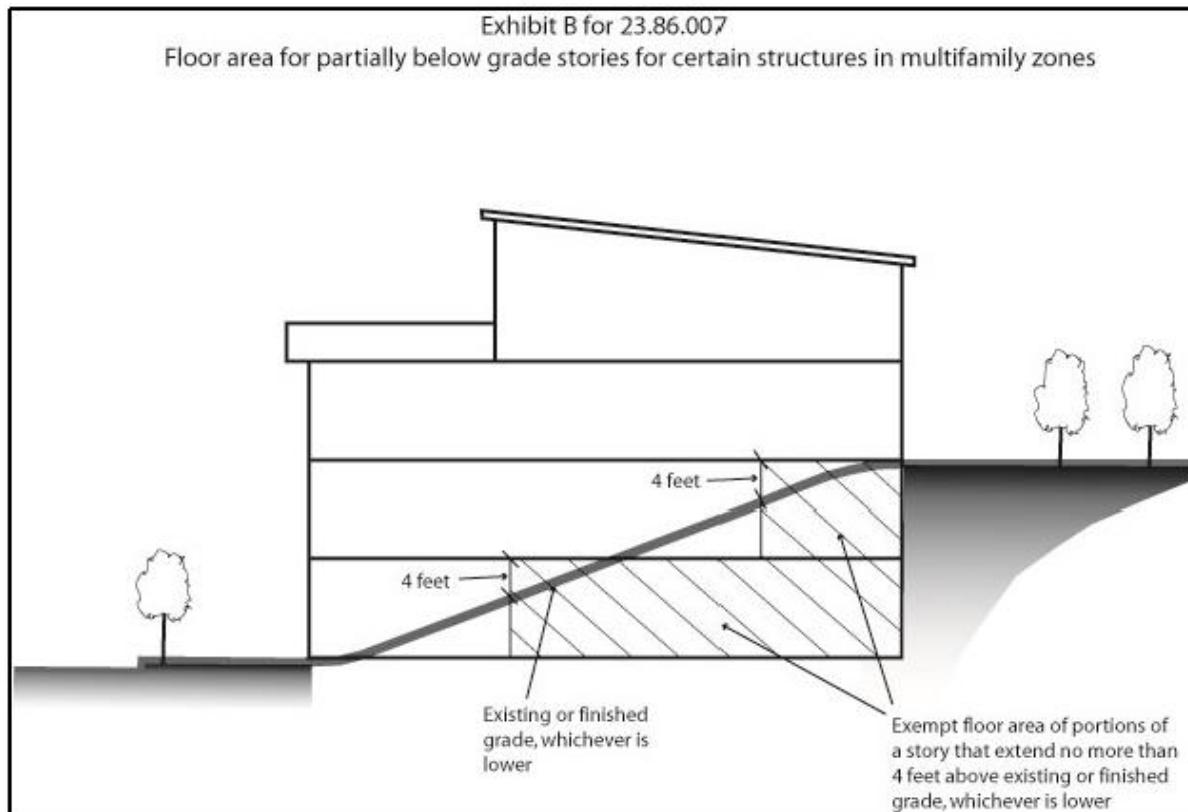 Exhibit B for 23.86.007
Floor area for partially below grade stories for certain structures in multifamily zones
4 feet
4 feet
Existing or finished
grade, whichever is
lower
Exempt floor area of portions of
a story that extend no more than
4 feet above existing or finished
grade, whichever is lower